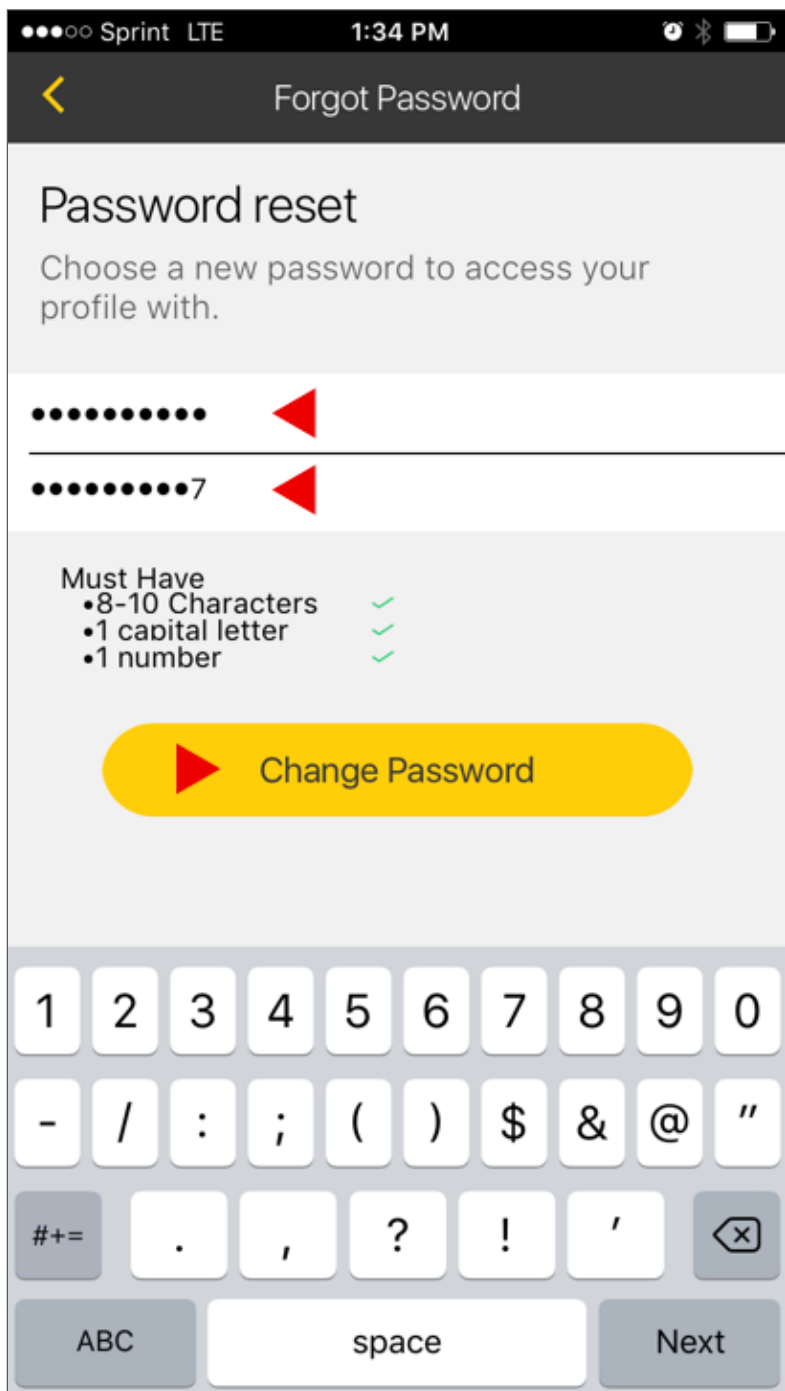 ●●●○○ Sprint LTE 1:34 PM
Forgot Password
Password reset
Choose a new password to access your
profile with.
••••••••••
•••••••••7
Must Have
•8-10 Characters
•1 capital letter
•1 number
Change Password
1 2 3 4 5 6 7 8 9 0
- / : ; ( ) $ & @ "
#+= . , ? ! '
ABC space Next